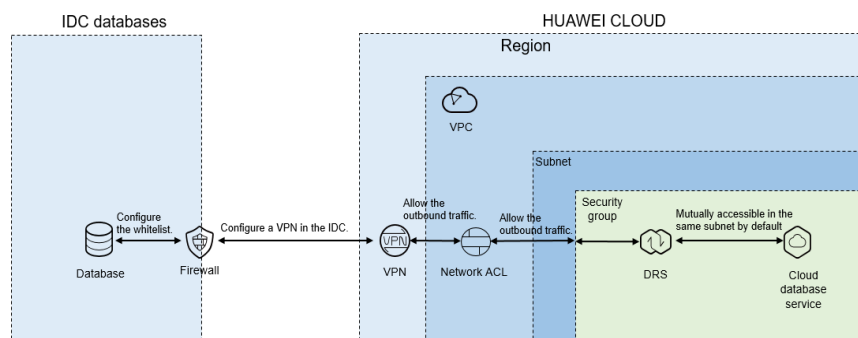 IDC databases
HUAWEI CLOUD
Region
VPC
Subnet
Security
group
Configure
the whitelist.
Configure a VPN in the IDC.
Allow the
outbound traffic.
Allow the
outbound traffic.
Mutually accessible in the
same subnet by default
VPN
Database
Firewall
VPN
Network ACL
DRS
Cloud
database
service